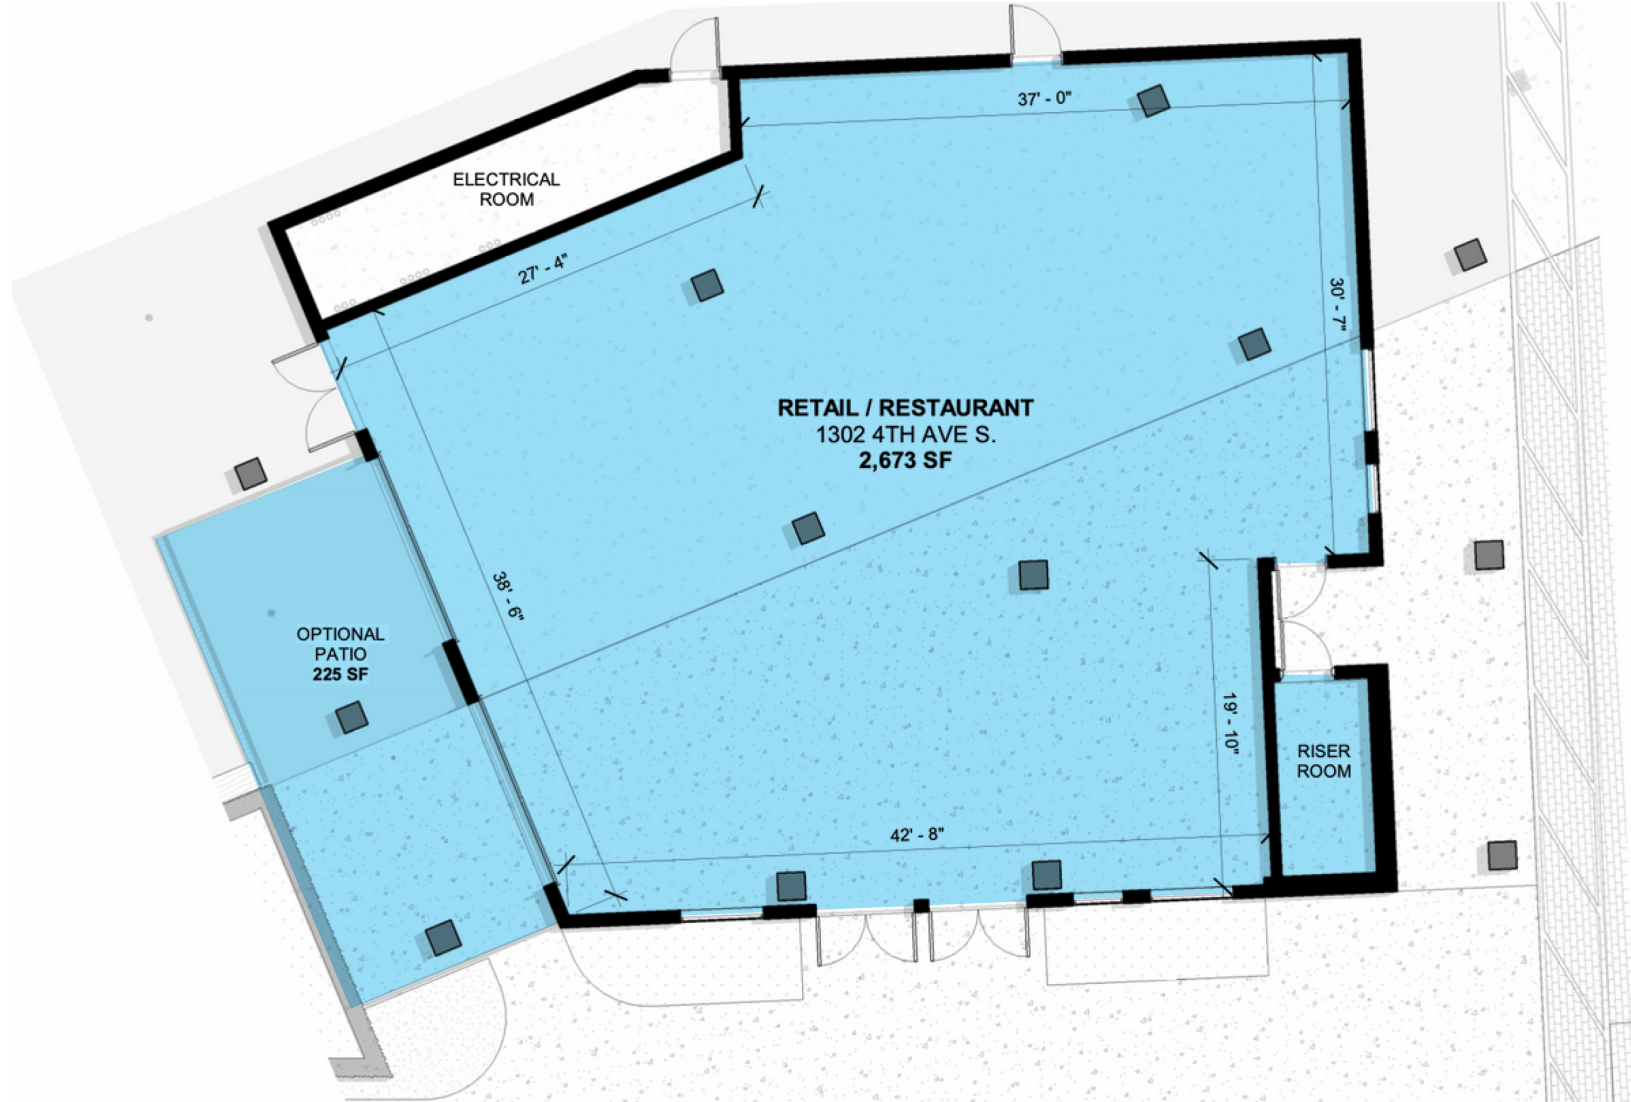 37' - 0"
ELECTRICAL
ROOM
27' - 4"
30' - 7"
RETAIL / RESTAURANT
1302 4TH AVE S.
2,673 SF
38' - 6"
OPTIONAL
PATIO
225 SF
19' - 10"
RISER
ROOM
42' - 8"